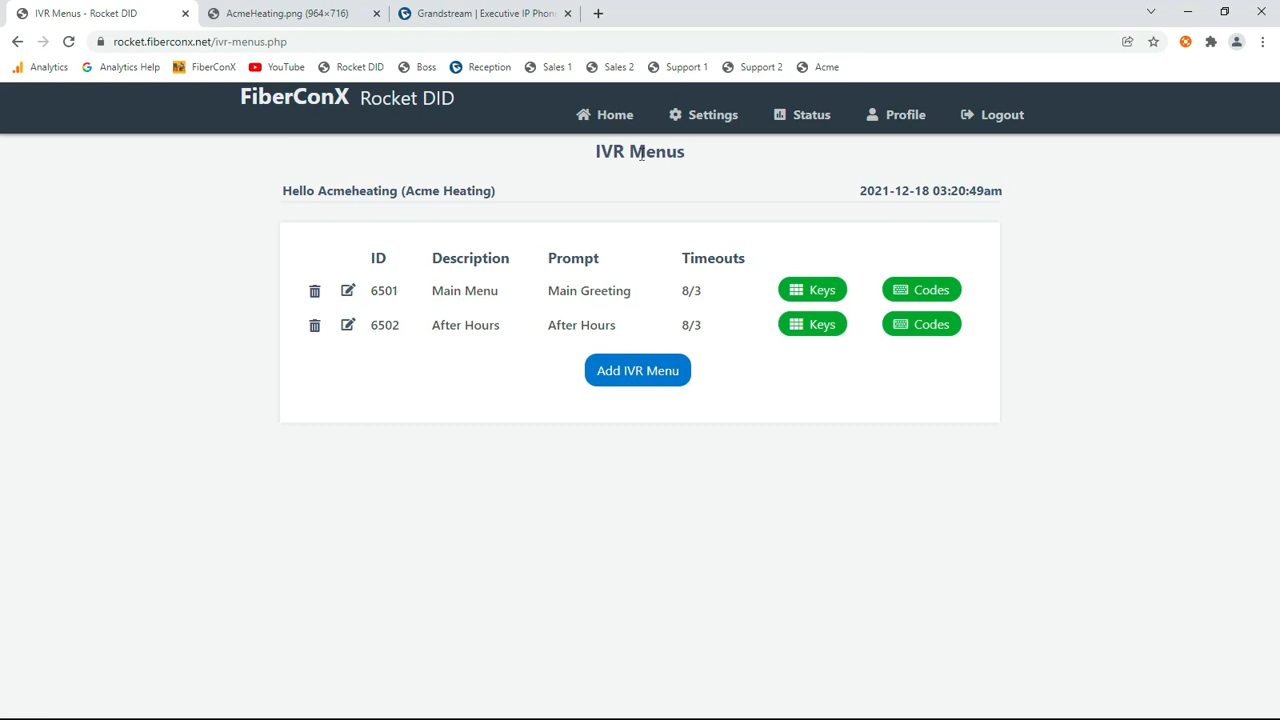 IVR Menus - Rocket DID
AcmeHeating.png (964×716)
Grandstream | Executive IP Phon
rocket.fiberconx.net/ivr-menus.php
Analytics Analytics Help FiberConX YouTube Rocket DID Boss Reception Sales 1 Sales 2 Support 1 Support 2 Acme
FiberConX Rocket DID
Home Settings Status Profile Logout
IVR Menus
Hello Acmeheating (Acme Heating) 2021-12-18 03:20:49am
ID Description Prompt Timeouts
6501 Main Menu Main Greeting 8/3 Keys Codes
6502 After Hours After Hours 8/3 Keys Codes
Add IVR Menu